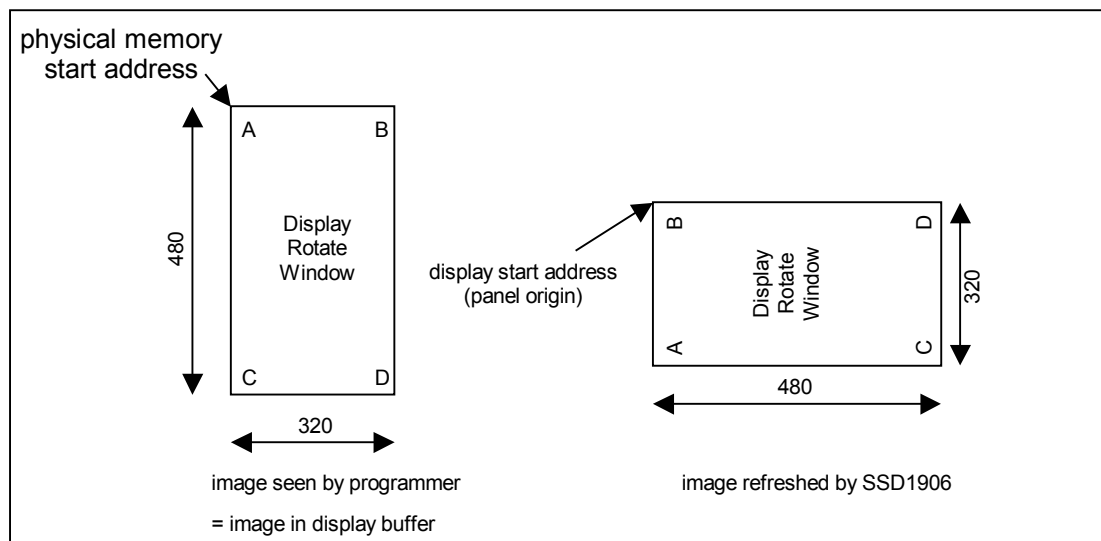 physical memory
start address
A
B
480
Display
Rotate
Window
C
D
320
image seen by programmer
= image in display buffer
display start address
(panel origin)
B
D
Display
Rotate
Window
320
A
C
480
image refreshed by SSD1906